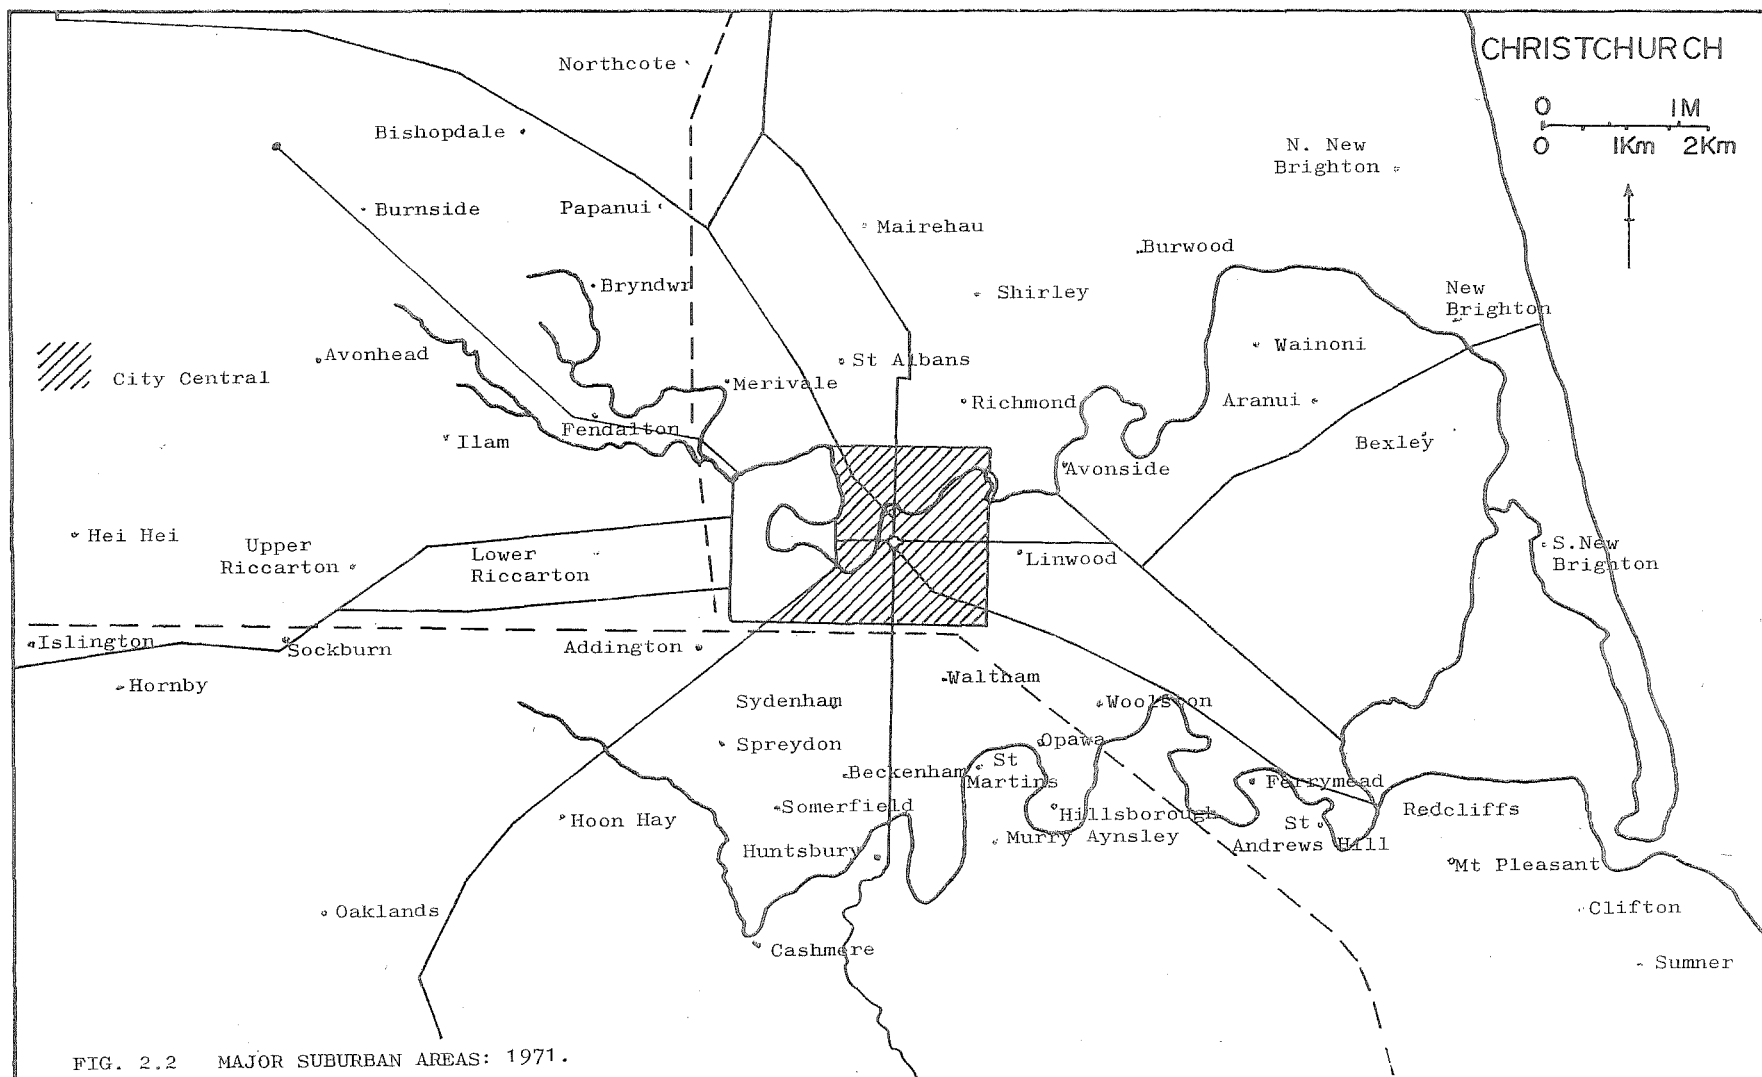 CHRISTCHURCH
0 1M
0 1Km 2Km
Northcote
Bishopdale
N. New
Brighton
Burnside
Papanui
Mairehau
Burwood
Bryndwr
Shirley
New
Brighton
Avonhead
St Albans
Wainoni
City Central
Merivale
Richmond
Aranui
Fendalton
Ilam
Bexley
Avonside
Hei Hei
Upper
Riccarton
Lower
Riccarton
Linwood
S.New
Brighton
Islington
Sockburn
Addington
Hornby
Waltham
Sydenham
Woolston
Spreydon
Opawa
St
Martins
Beckenham
Ferrymead
Somerfield
Hillsborough
Redcliffs
Hoon Hay
St
Andrews Hill
Murry Aynsley
Huntsbury
Mt Pleasant
Oaklands
Clifton
Cashmere
Sumner
FIG. 2.2 MAJOR SUBURBAN AREAS: 1971.